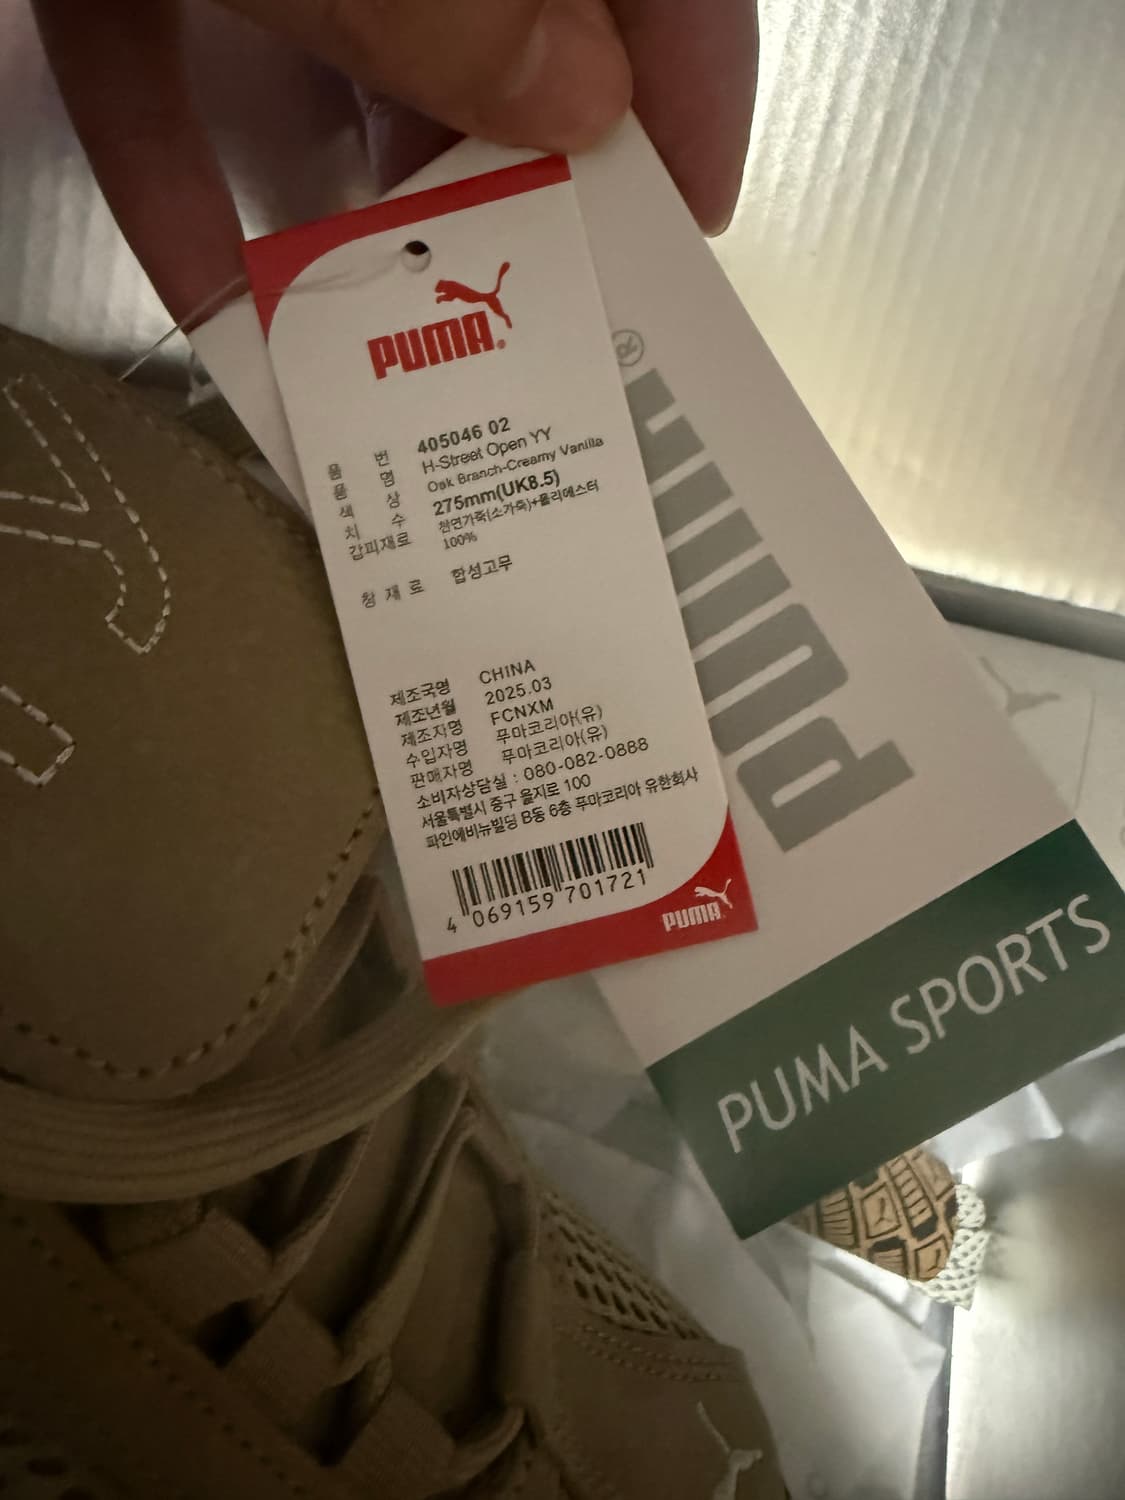 PUMA®
품 번 405046 02
품 명 H-Street Open YY
색 상 Oak Branch-Creamy Vanilla
치 수 275mm(UK8.5)
갑피재료 천연가죽(소가죽)+폴리에스터
100%
창 재 료 합성고무
제조국명 CHINA
제조년월 2025.03
제조자명 FCNXM
수입자명 푸마코리아(유)
판매자명 푸마코리아(유)
소비자상담실 : 080-082-0888
서울특별시 중구 을지로 100
파인에비뉴빌딩 B동 6층 푸마코리아 유한회사
4 069159 701721
PUMA
PUMA®
PUMA SPORTS